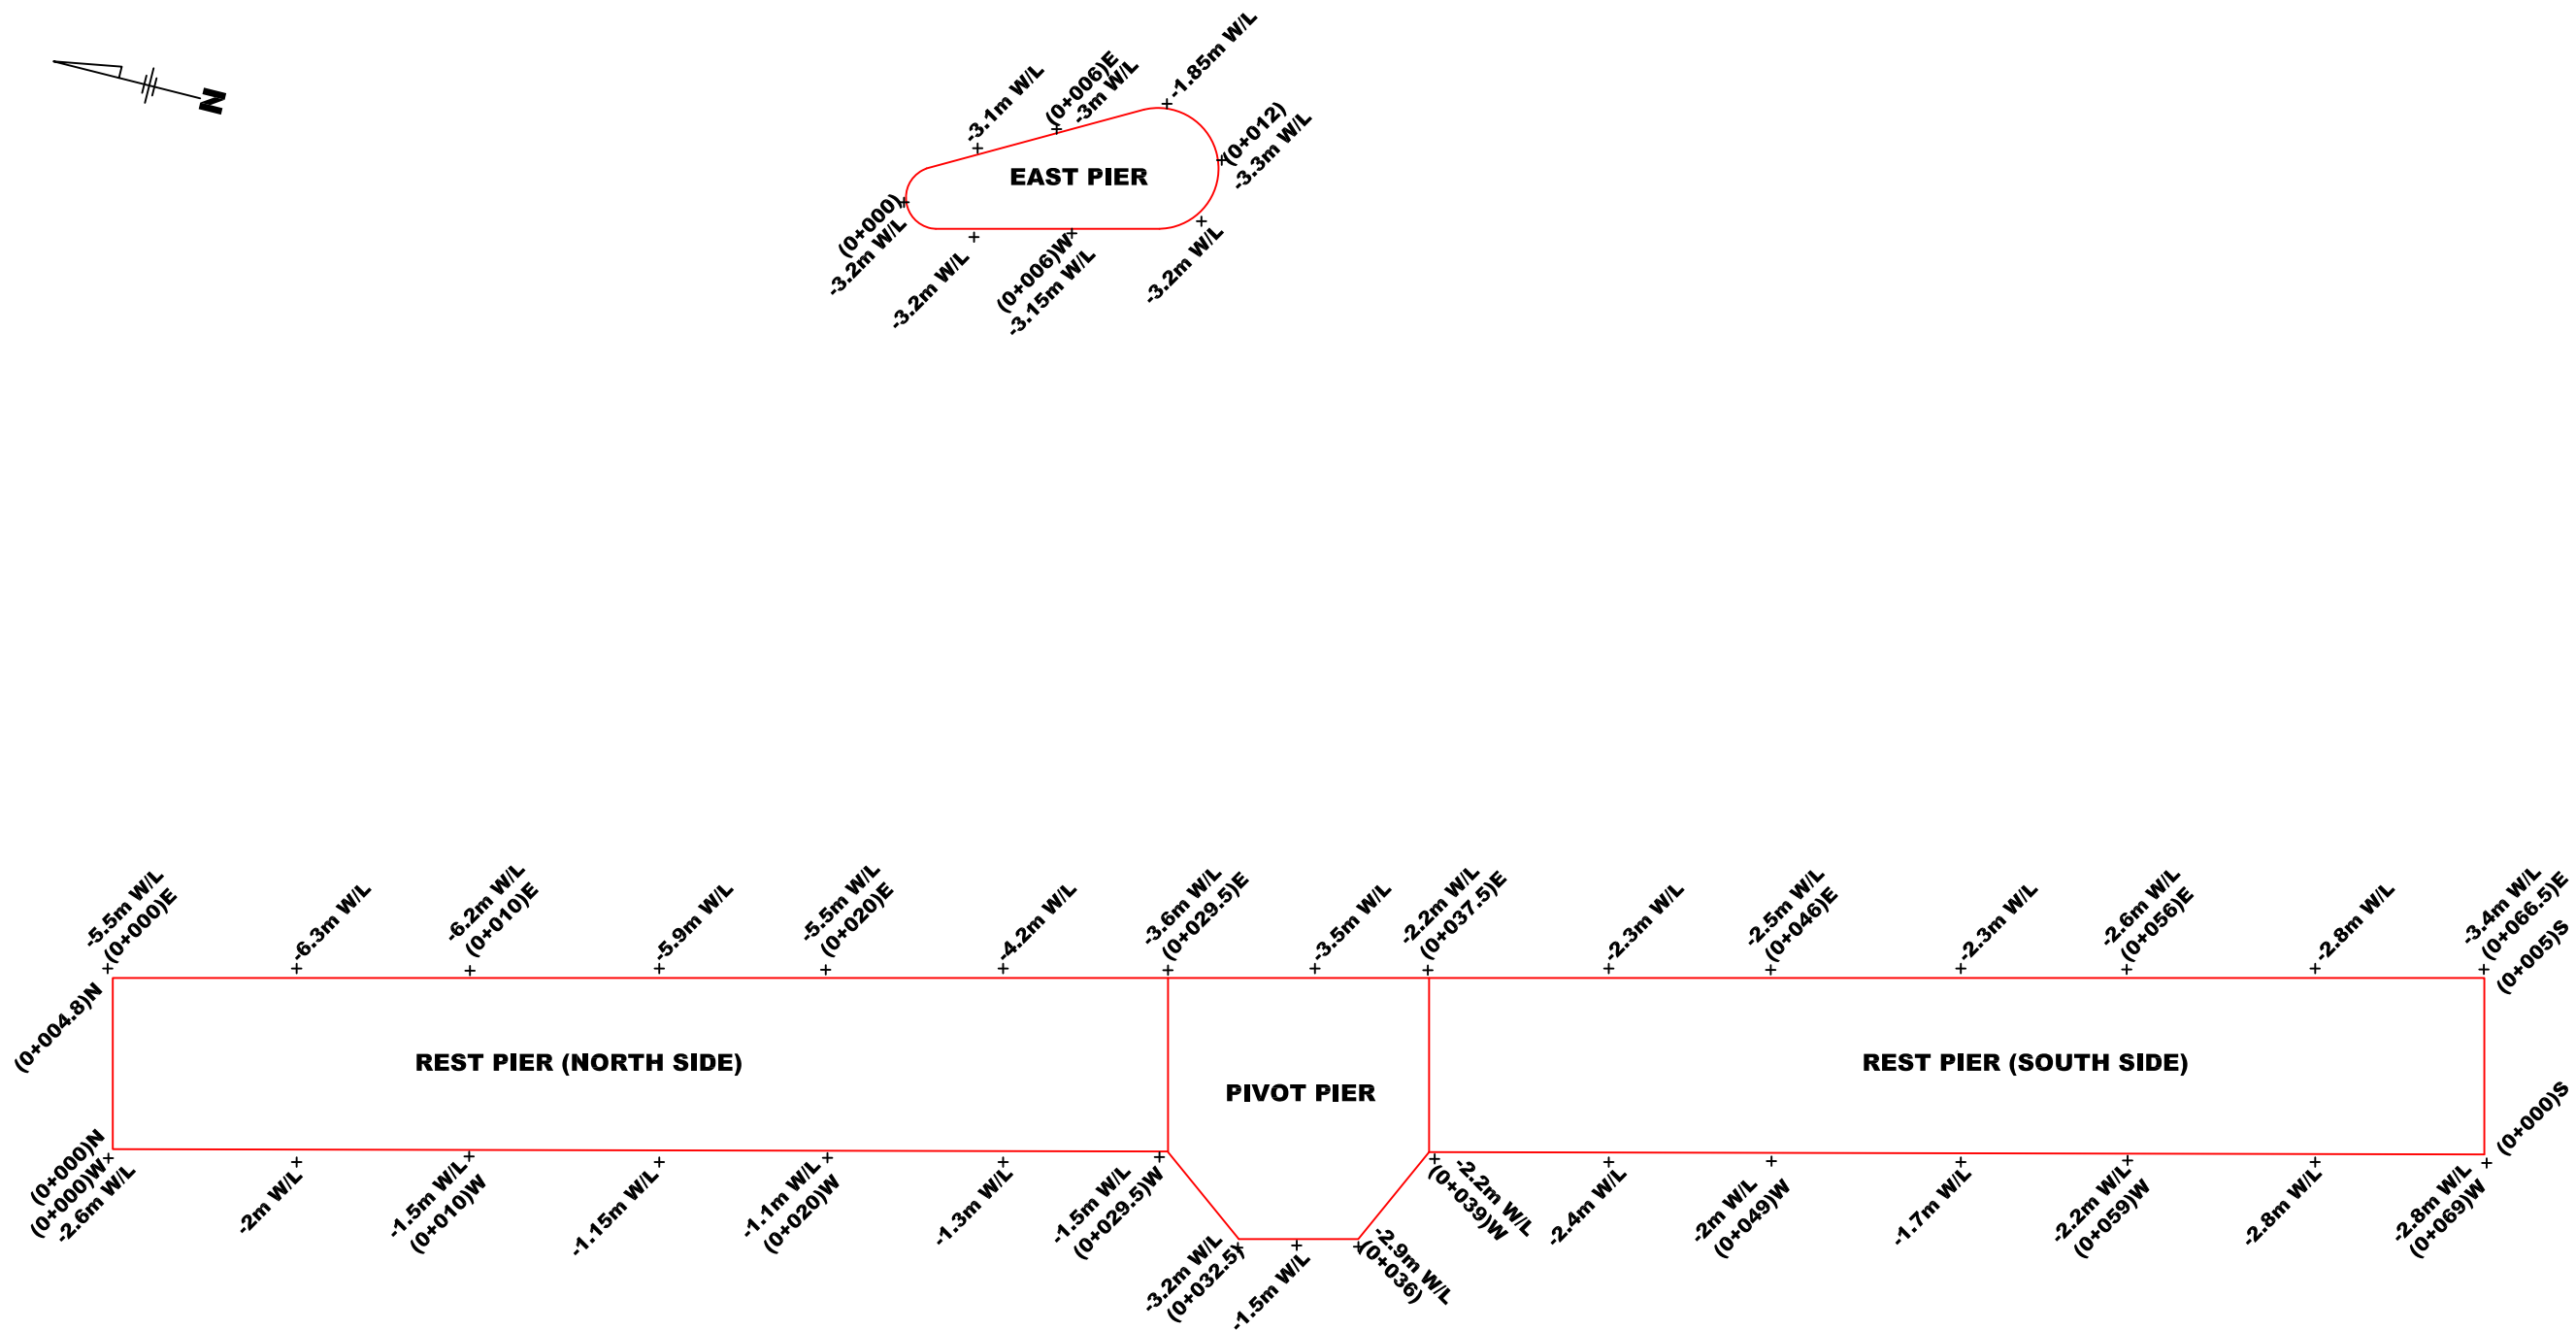 N
-1.85m W/L
-3.1m W/L
(0+006)E
-3m W/L
(0+012)
-3.3m W/L
EAST PIER
(0+000)
-3.2m W/L
-3.2m W/L
(0+006)W
-3.15m W/L
-3.2m W/L
-5.5m W/L
(0+000)E
-6.3m W/L
-6.2m W/L
(0+010)E
-5.9m W/L
-5.5m W/L
(0+020)E
-4.2m W/L
-3.6m W/L
(0+029.5)E
-3.5m W/L
-2.2m W/L
(0+037.5)E
-2.3m W/L
-2.5m W/L
(0+046)E
-2.3m W/L
-2.6m W/L
(0+056)E
-2.8m W/L
-3.4m W/L
(0+066.5)E
(0+005)S
(0+004.8)N
REST PIER (NORTH SIDE)
PIVOT PIER
REST PIER (SOUTH SIDE)
(0+000)N
(0+000)W
-2.6m W/L
-2m W/L
-1.5m W/L
(0+010)W
-1.15m W/L
-1.1m W/L
(0+020)W
-1.3m W/L
-1.5m W/L
(0+029.5)W
-3.2m W/L
(0+032.5)
-1.5m W/L
-2.9m W/L
(0+036)
-2.2m W/L
(0+039)W
-2.4m W/L
-2m W/L
(0+049)W
-1.7m W/L
-2.2m W/L
(0+059)W
-2.8m W/L
-2.8m W/L
(0+069)W
(0+000)S